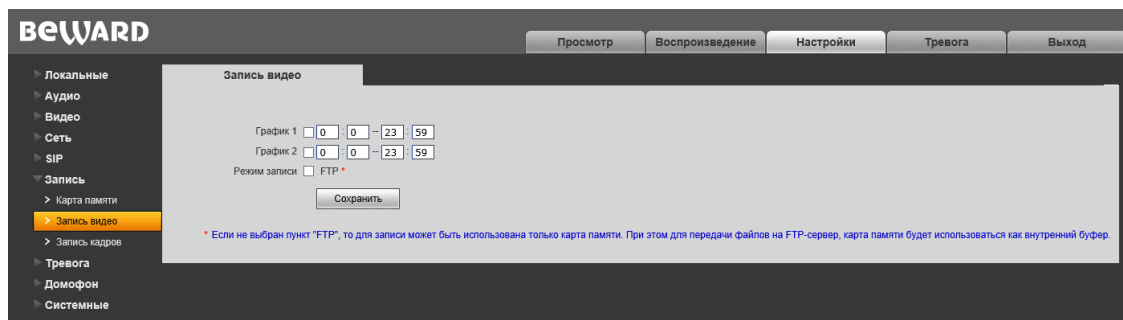 BEWARD
Просмотр Воспроизведение Настройки Тревога Выход
Локальные
Аудио
Видео
Сеть
SIP
Запись
Карта памяти
Запись видео
Запись кадров
Тревога
Домофон
Системные
Запись видео
График 1 0 : 0 -- 23 : 59
График 2 0 : 0 -- 23 : 59
Режим записи FTP *
Сохранить
* Если не выбран пункт "FTP", то для записи может быть использована только карта памяти. При этом для передачи файлов на FTP-сервер, карта памяти будет использоваться как внутренний буфер.